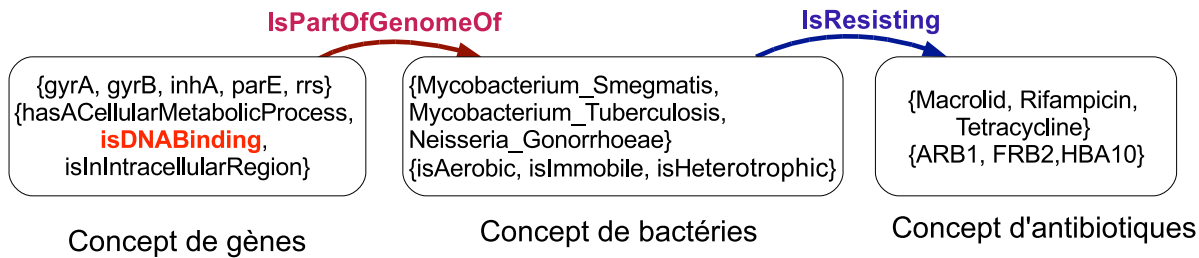 IsPartOfGenomeOf
IsResisting
{gyrA, gyrB, inhA, parE, rrs}
{hasACellularMetabolicProcess,
isDNABinding,
isInIntracellularRegion}
{Mycobacterium_Smegmatis,
Mycobacterium_Tuberculosis,
Neisseria_Gonorrhoeae}
{isAerobic, isImmobile, isHeterotrophic}
{Macrolid, Rifampicin,
Tetracycline}
{ARB1, FRB2,HBA10}
Concept de gènes
Concept de bactéries
Concept d'antibiotiques